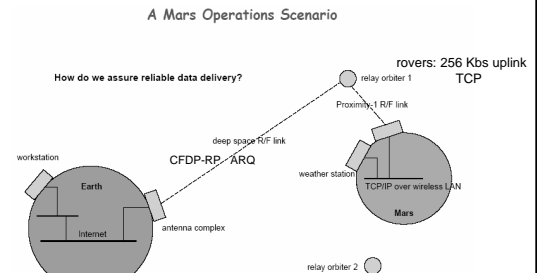 A Mars Operations Scenario
rovers: 256 Kbs uplink
TCP
How do we assure reliable data delivery?
relay orbiter 1
Proximity-1 R/F link
deep space R/F link
CFDP-RP ARQ
workstation
weather station
Earth
TCP/IP over wireless LAN
Mars
antenna complex
Internet
relay orbiter 2